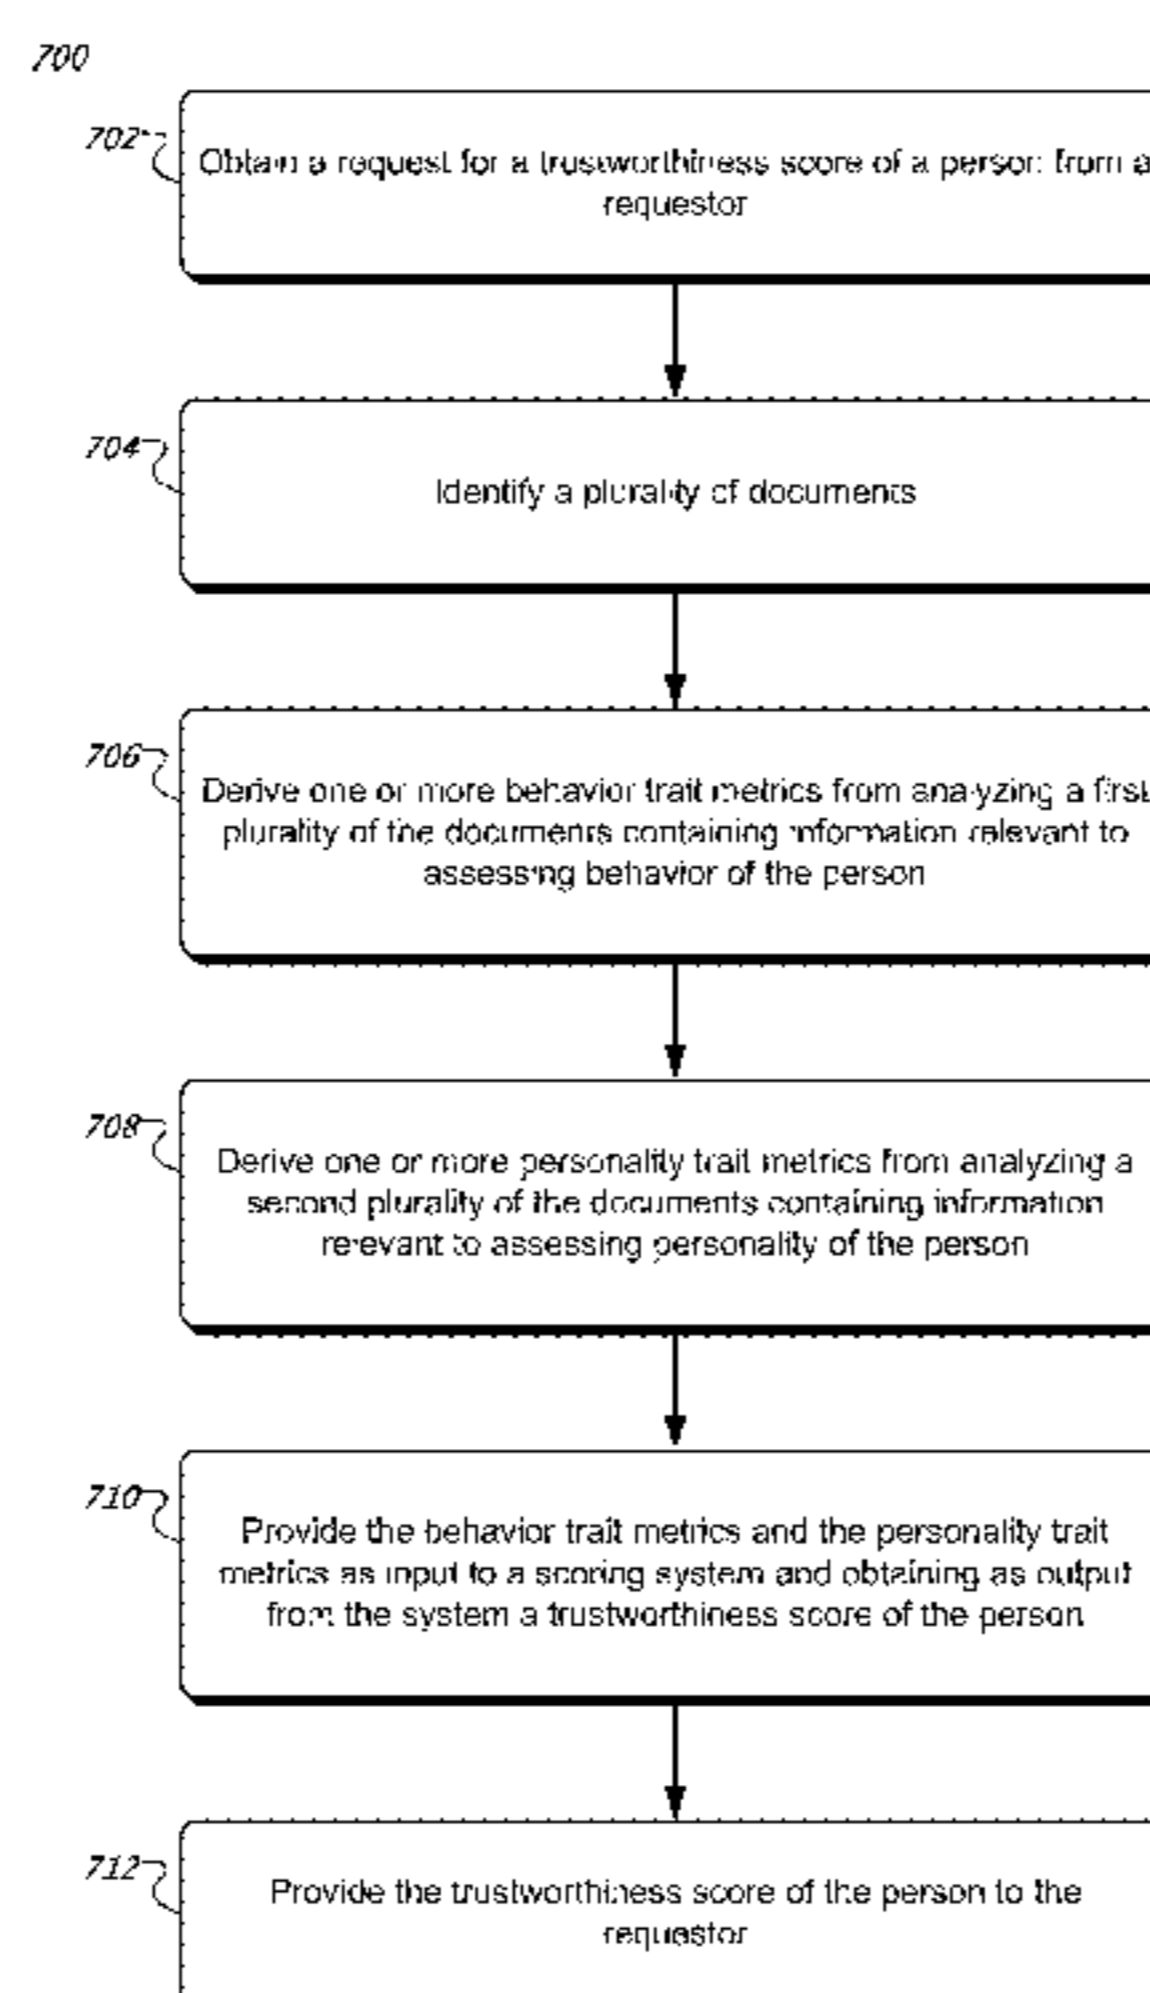 700
702
Obtain a request for a trustworthiness score of a person from a
requestor
704
Identify a plurality of documents
706
Derive one or more behavior trait metrics from analyzing a first
plurality of the documents containing information relevant to
assessing behavior of the person
708
Derive one or more personality trait metrics from analyzing a
second plurality of the documents containing information
relevant to assessing personality of the person
710
Provide the behavior trait metrics and the personality trait
metrics as input to a scoring system and obtaining as output
from the system a trustworthiness score of the person
712
Provide the trustworthiness score of the person to the
requestor